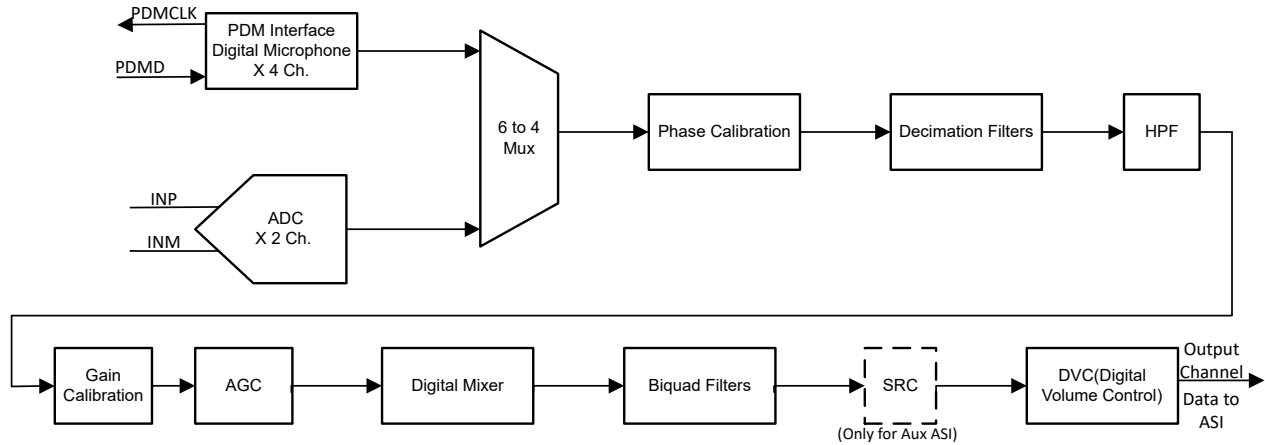 PDMCLK
PDM Interface
Digital Microphone
X 4 Ch.
PDMD
6 to 4
Mux
Phase Calibration
Decimation Filters
HPF
INP
ADC
X 2 Ch.
INM
Gain
Calibration
AGC
Digital Mixer
Biquad Filters
SRC
(Only for Aux ASI)
DVC(Digital
Volume Control)
Output
Channel
Data to
ASI